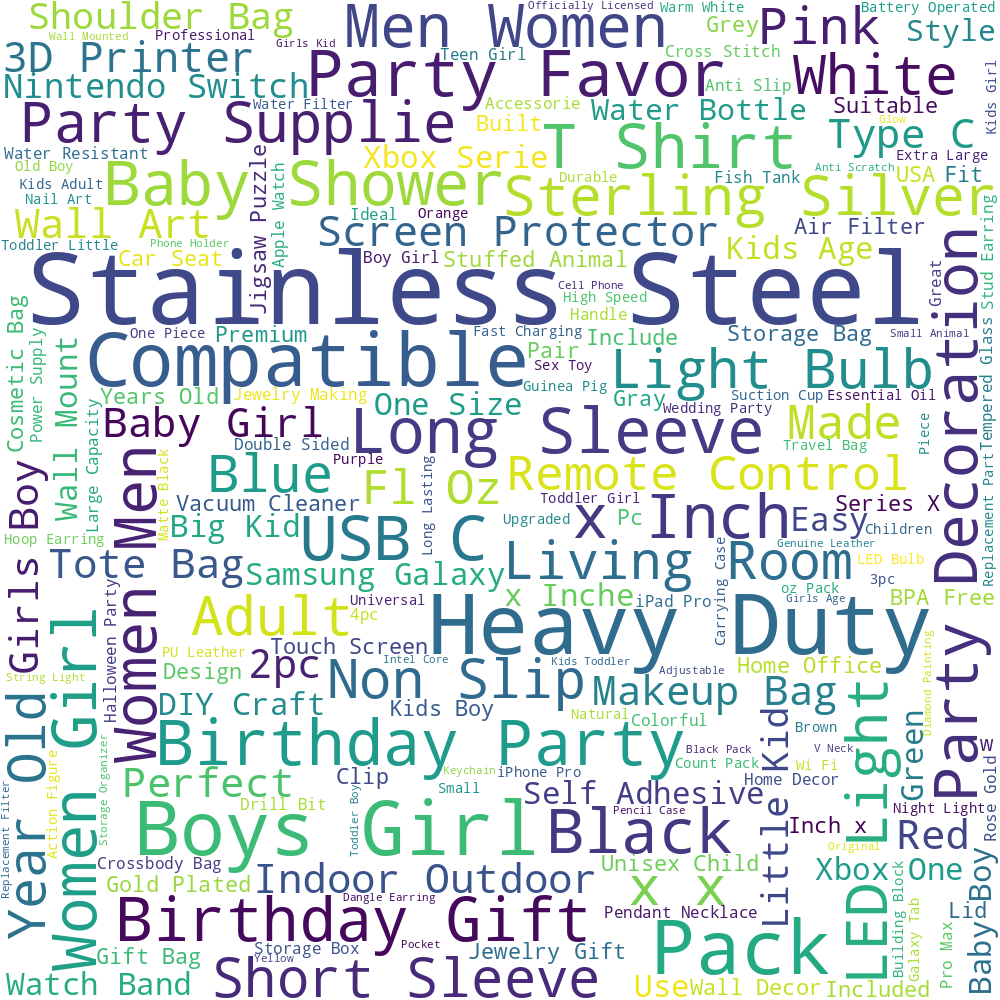 Shoulder Bag
Men Women
Officially Licensed
Warm White
Battery Operated
Wall Mounted
Professional
Girls Kid
Teen Girl
Grey
Pink
Style
3D Printer
Party Favor
Cross Stitch
White
Kids Girl
Nintendo Switch
Anti Slip
Party Supplie
Water Filter
Accessorie
Water Bottle
Suitable
Built
T Shirt
Type C
Glow
Water Resistant
Jigsaw Puzzle
Xbox Serie
Extra Large
Old Boy
Baby Shower
Durable
Fish Tank
Anti Scratch
USA
Fit
Kids Adult
Apple Watch
Sterling Silver
Nail Art
Wall Art
Ideal
Orange
Screen Protector
Air Filter
Toddler Little
Phone Holder
Kids Age
Car Seat
Boy Girl
Stuffed Animal
Party Decoration
Great
Tempered Glass
Stud Earring
Stainless Steel
Cell Phone
High Speed
Handle
Cosmetic Bag
Power Supply
Wall Mount
One Piece
Premium
Fast Charging
Include
Storage Bag
Small Animal
Compatible
Pair
Sex Toy
Light Bulb
Years Old
Jewelry Making
Guinea Pig
Gray
Suction Cup
Essential Oil
One Size
Wedding Party
Large Capacity
Baby Girl
Long Sleeve
Made
Piece
Double Sided
Travel Bag
Matte Black
Purple
Blue
Fl Oz
Remote Control
Replacement Part
Long Lasting
Vacuum Cleaner
Toddler Girl
x Inch
Series X
Boy
Hoop Earring
Big Kid
USB C
Upgraded
Pc
Easy
Children
Women Men
Genuine Leather
Tote Bag
Samsung Galaxy
Living Room
LED Bulb
Carrying Case
3pc
x Inche
iPad Pro
oz Pack
BPA Free
Girls
Universal
Adult
4pc
Heavy Duty
Girls Age
Women Girl
Halloween Party
PU Leather
Touch Screen
Intel Core
Kids Toddler
Adjustable
Diamond Painting
Design
2pc
Home Office
String Light
Non Slip
Makeup Bag
DIY Craft
Kids Boy
Natural
Colorful
Little Kid
LED Light
Green
Year Old
Birthday Party
Brown
V Neck
Black Pack
Count Pack
Wi Fi
w
Storage Organizer
Action Figure
Perfect
Clip
Keychain
iPhone Pro
Home Decor
Rose Gold
Replacement Filter
Small
Self Adhesive
Drill Bit
Toddler Boy
Pencil Case
Night Light
Boys Girl
Black
Inch x
Red
Original
Crossbody Bag
Unisex Child
Xbox One
Baby Boy
Gold Plated
Indoor Outdoor
x x
Dangle Earring
Birthday Gift
Pendant Necklace
Building Block
Galaxy Tab
Pro Max
Lid
Storage Box
Pocket
Gift Bag
Yellow
Jewelry Gift
Pack
Watch Band
Short Sleeve
Use
Wall Decor
Included